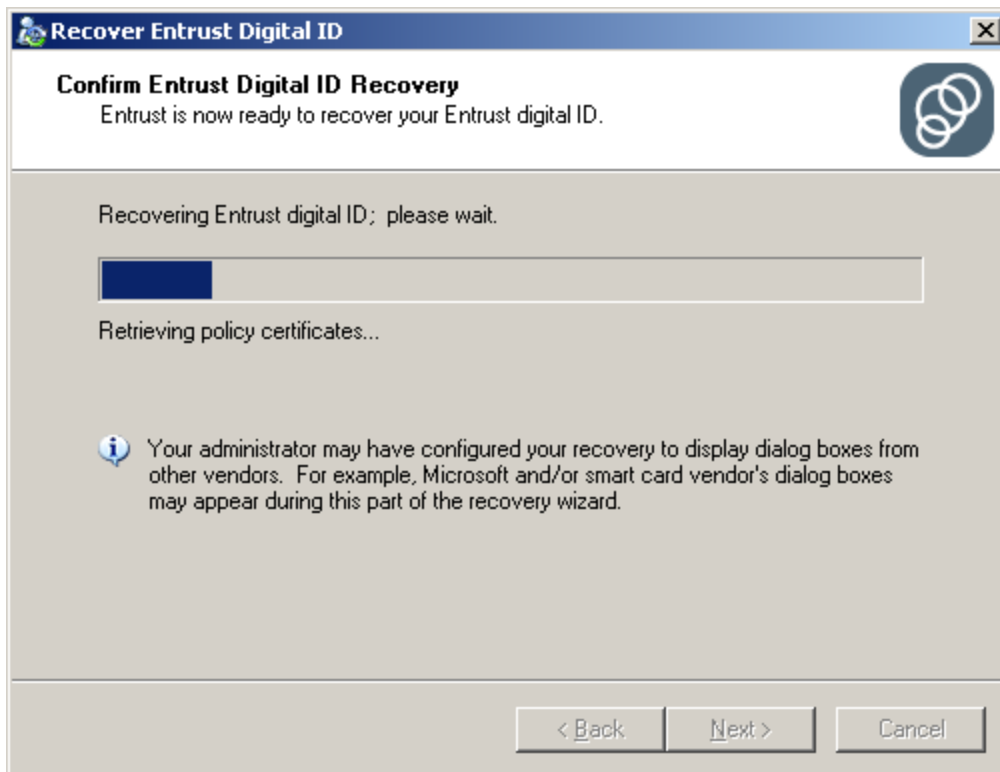 Recover Entrust Digital ID
Confirm Entrust Digital ID Recovery
Entrust is now ready to recover your Entrust digital ID.
Recovering Entrust digital ID;  please wait.
Retrieving policy certificates...
Your administrator may have configured your recovery to display dialog boxes from
other vendors.  For example, Microsoft and/or smart card vendor's dialog boxes
may appear during this part of the recovery wizard.
< Back    Next >    Cancel